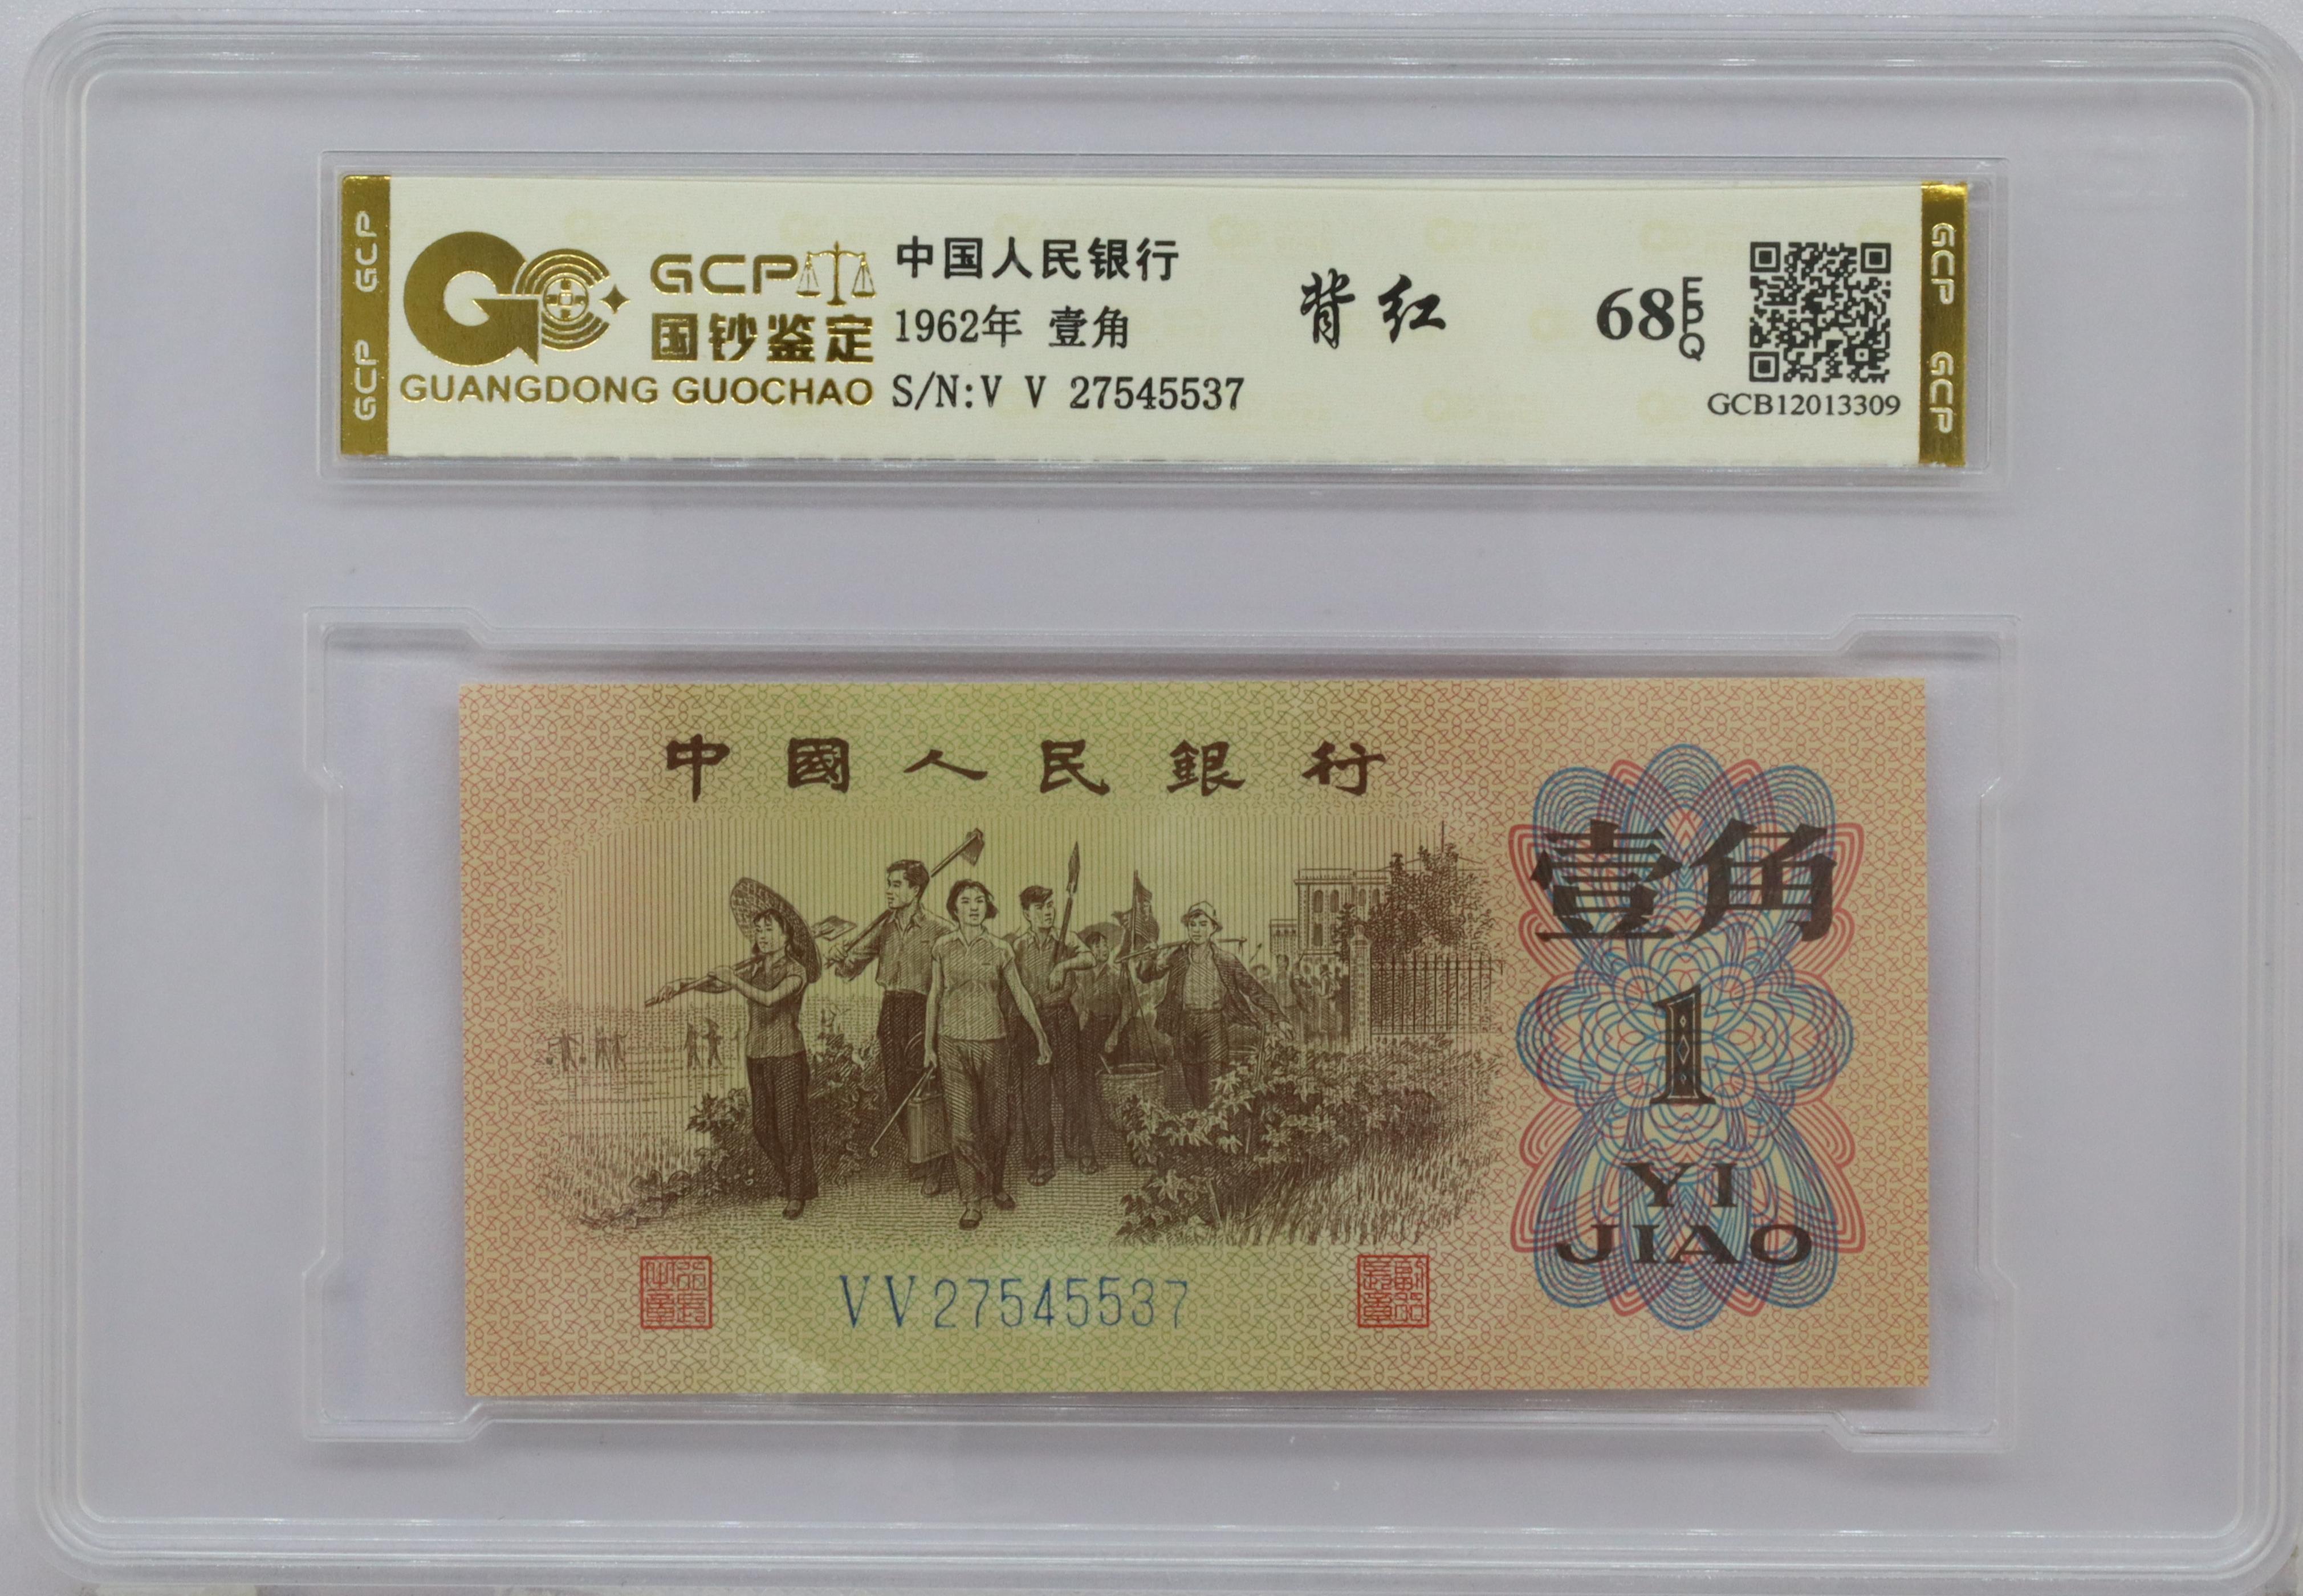 GCP GCP
GCP
国钞鉴定
GUANGDONG GUOCHAO
中国人民银行
1962年 壹角
S/N:V V 27545537
背红
68 EPQ
GCB12013309
GCP GCP
中國人民銀行
壹角
1
YI
JIAO
VV27545537